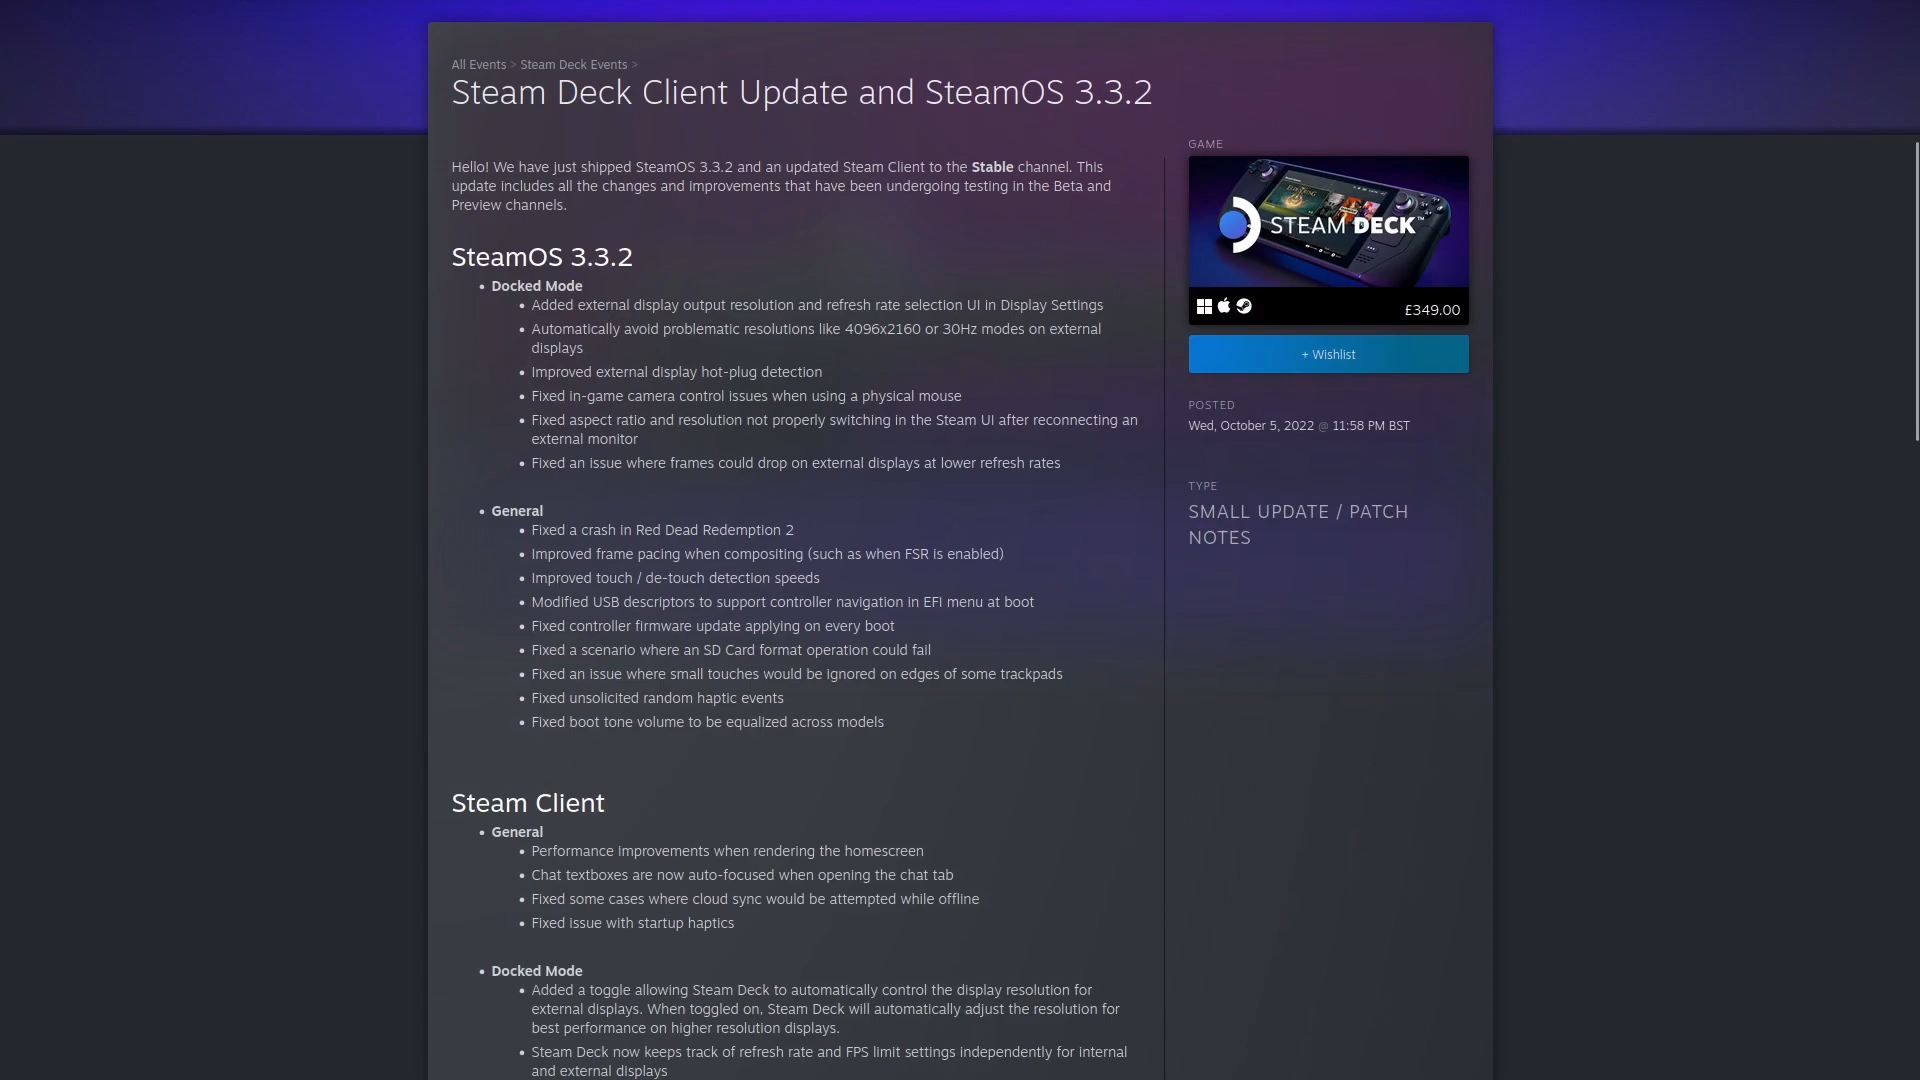 All Events > Steam Deck Events >
Steam Deck Client Update and SteamOS 3.3.2
Hello! We have just shipped SteamOS 3.3.2 and an updated Steam Client to the Stable channel. This
update includes all the changes and improvements that have been undergoing testing in the Beta and
Preview channels.
SteamOS 3.3.2
• Docked Mode
• Added external display output resolution and refresh rate selection UI in Display Settings
• Automatically avoid problematic resolutions like 4096x2160 or 30Hz modes on external
displays
• Improved external display hot-plug detection
• Fixed in-game camera control issues when using a physical mouse
• Fixed aspect ratio and resolution not properly switching in the Steam UI after reconnecting an
external monitor
• Fixed an issue where frames could drop on external displays at lower refresh rates
• General
• Fixed a crash in Red Dead Redemption 2
• Improved frame pacing when compositing (such as when FSR is enabled)
• Improved touch / de-touch detection speeds
• Modified USB descriptors to support controller navigation in EFI menu at boot
• Fixed controller firmware update applying on every boot
• Fixed a scenario where an SD Card format operation could fail
• Fixed an issue where small touches would be ignored on edges of some trackpads
• Fixed unsolicited random haptic events
• Fixed boot tone volume to be equalized across models
Steam Client
• General
• Performance improvements when rendering the homescreen
• Chat textboxes are now auto-focused when opening the chat tab
• Fixed some cases where cloud sync would be attempted while offline
• Fixed issue with startup haptics
• Docked Mode
• Added a toggle allowing Steam Deck to automatically control the display resolution for
external displays. When toggled on, Steam Deck will automatically adjust the resolution for
best performance on higher resolution displays.
• Steam Deck now keeps track of refresh rate and FPS limit settings independently for internal
and external displays
GAME
STEAM DECK™
£349.00
+ Wishlist
POSTED
Wed, October 5, 2022 @ 11:58 PM BST
TYPE
SMALL UPDATE / PATCH
NOTES